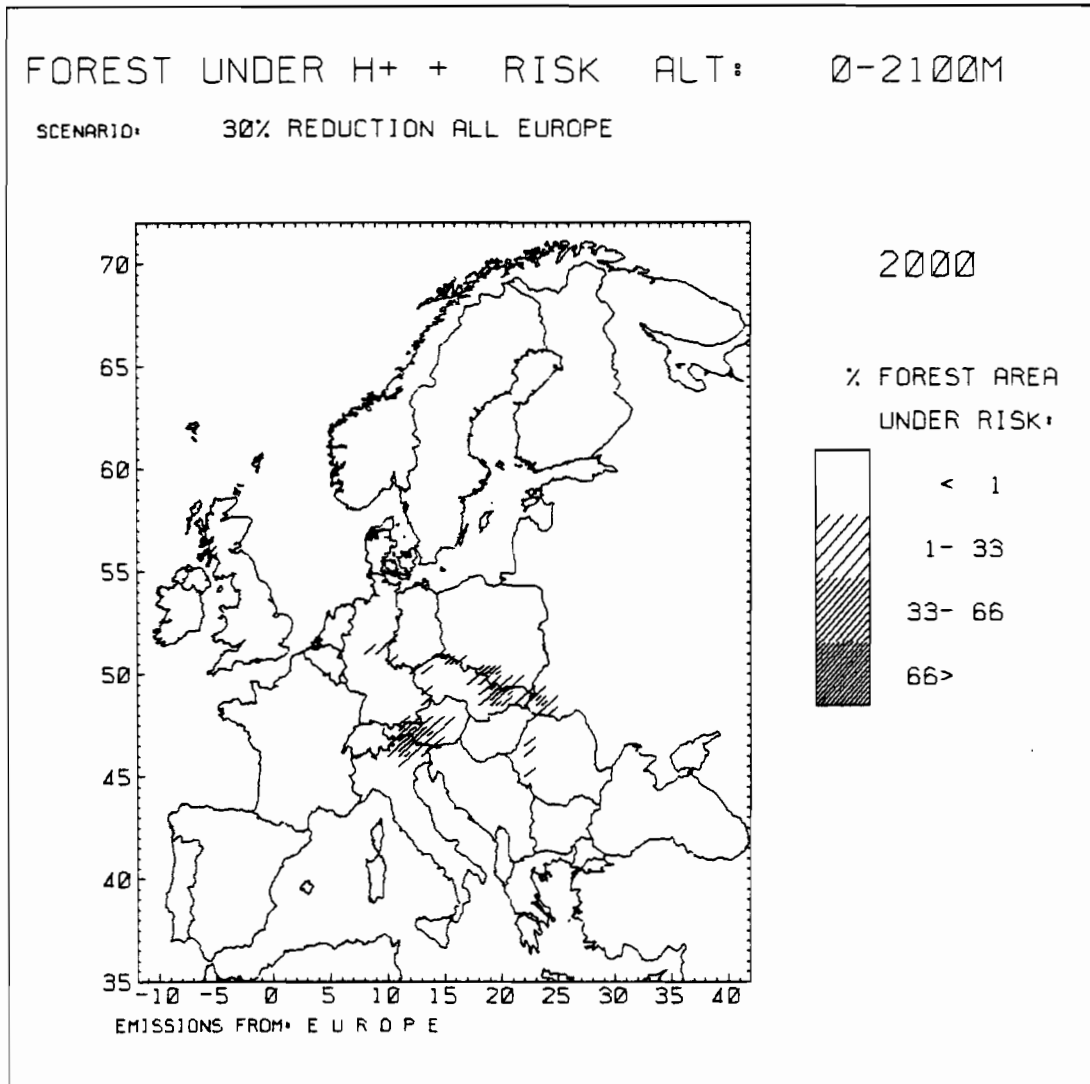 FOREST UNDER H+ + RISK ALT: 0-2100M
SCENARIO: 30% REDUCTION ALL EUROPE
2000
% FOREST AREA
UNDER RISK:
< 1
1- 33
33- 66
66>
70
65
60
55
50
45
40
35
-10 -5 0 5 10 15 20 25 30 35 40
EMISSIONS FROM: E U R O P E